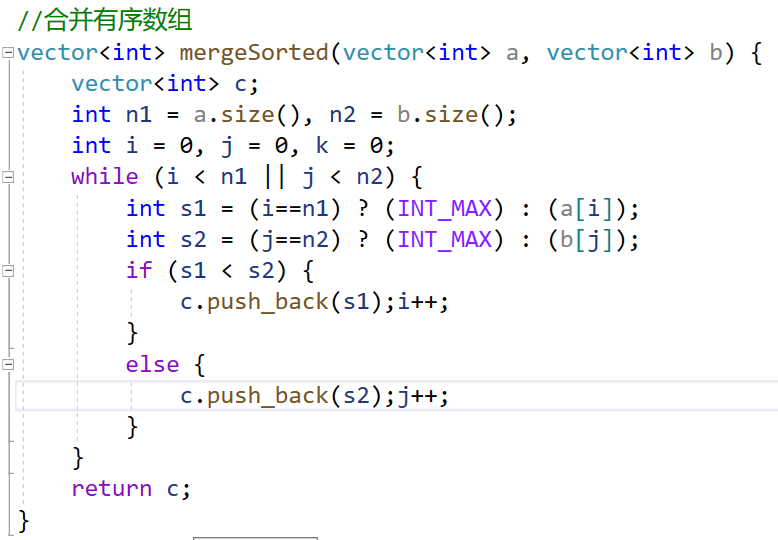 //合并有序数组
vector<int> mergeSorted(vector<int> a, vector<int> b) {
    vector<int> c;
    int n1 = a.size(), n2 = b.size();
    int i = 0, j = 0, k = 0;
    while (i < n1 || j < n2) {
        int s1 = (i==n1) ? (INT_MAX) : (a[i]);
        int s2 = (j==n2) ? (INT_MAX) : (b[j]);
        if (s1 < s2) {
            c.push_back(s1);i++;
        }
        else {
            c.push_back(s2);j++;
        }
    }
    return c;
}